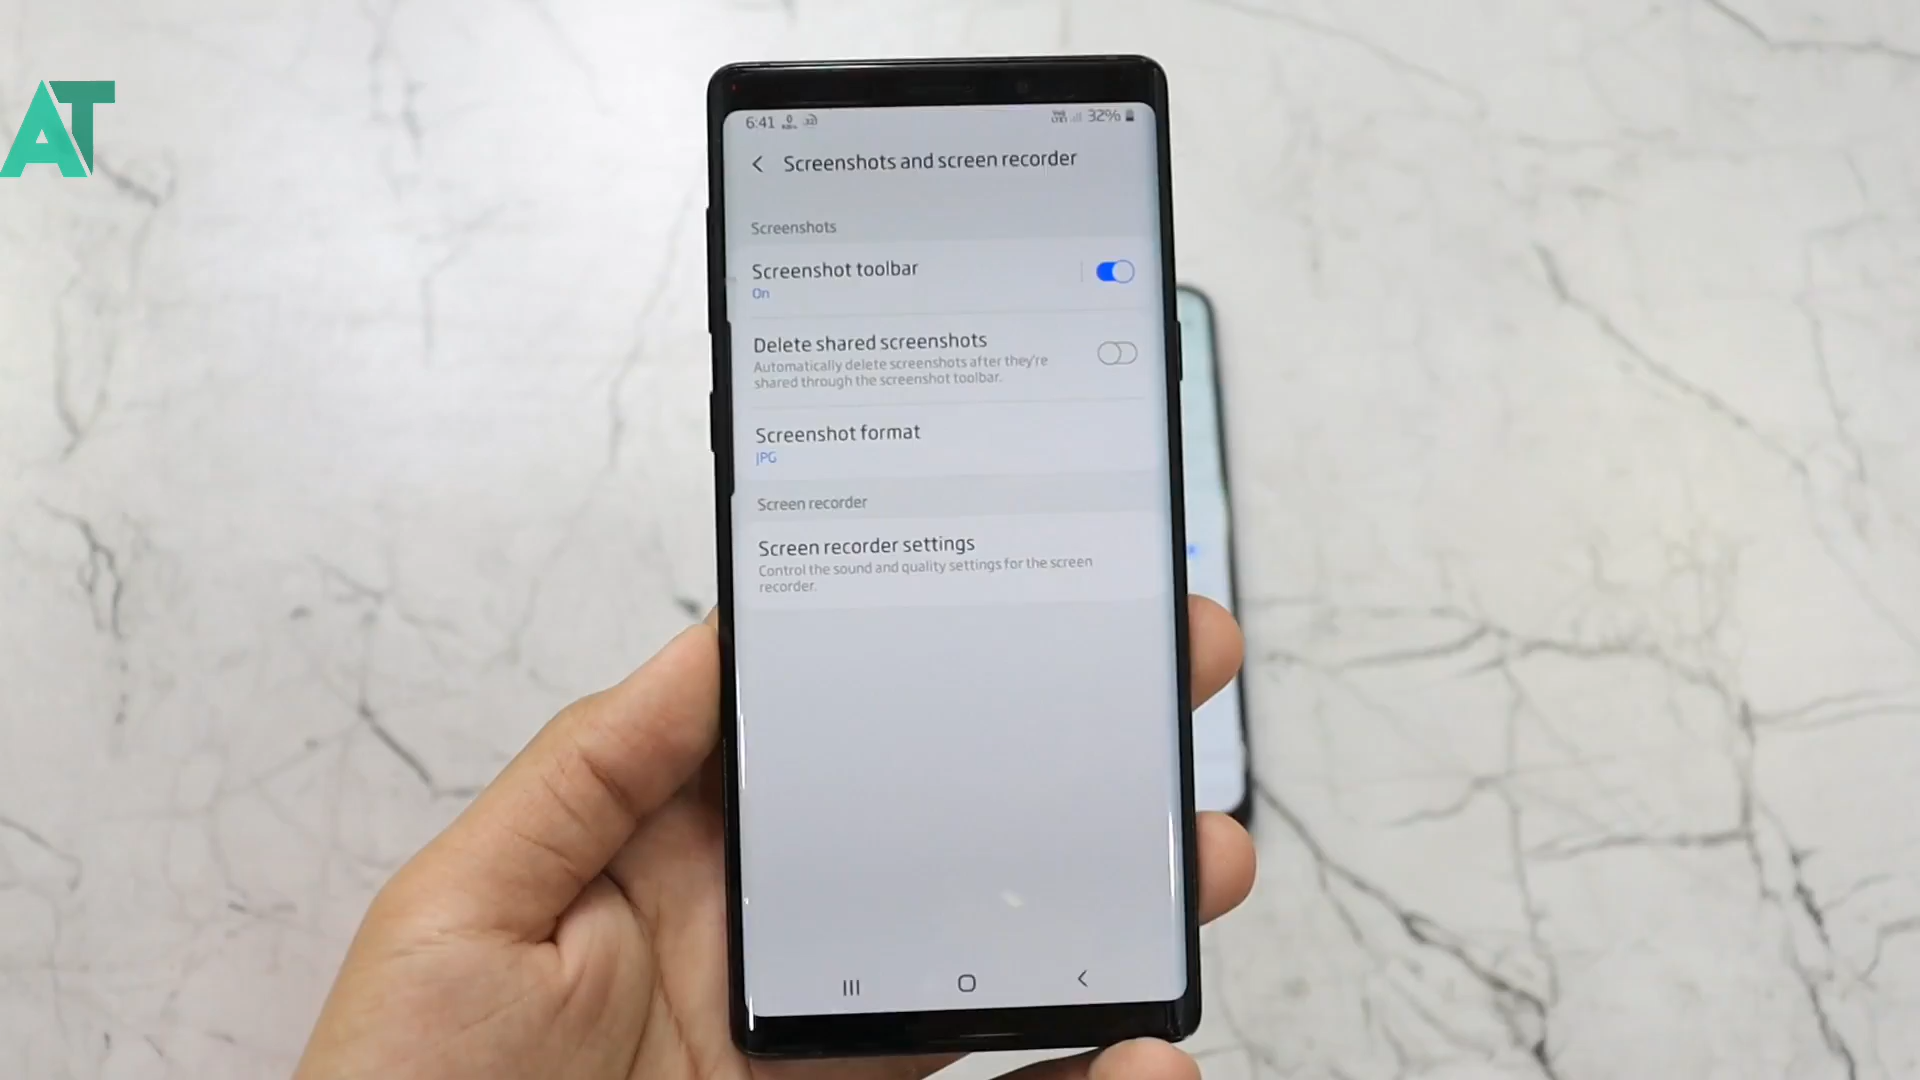 AT
6:41
32%
Screenshots and screen recorder
Screenshots
Screenshot toolbar
On
Delete shared screenshots
Automatically delete screenshots after they're
shared through the screenshot toolbar.
Screenshot format
JPG
Screen recorder
Screen recorder settings
Control the sound and quality settings for the screen
recorder.